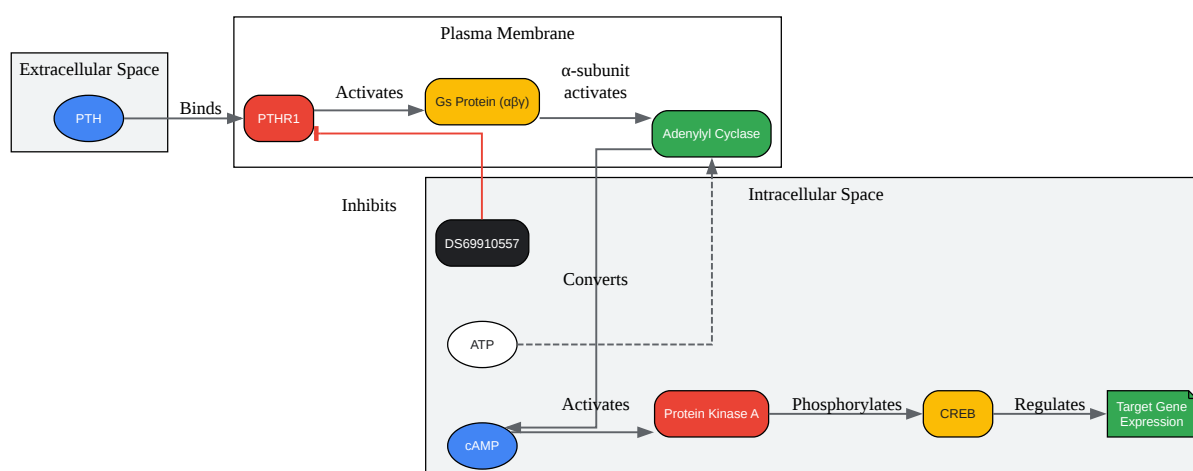 Plasma Membrane
Extracellular Space
PTH
Binds
PTHR1
Activates
Gs Protein (αβγ)
α-subunit
activates
Adenylyl Cyclase
Intracellular Space
Inhibits
DS69910557
Converts
ATP
cAMP
Activates
Protein Kinase A
Phosphorylates
CREB
Regulates
Target Gene
Expression